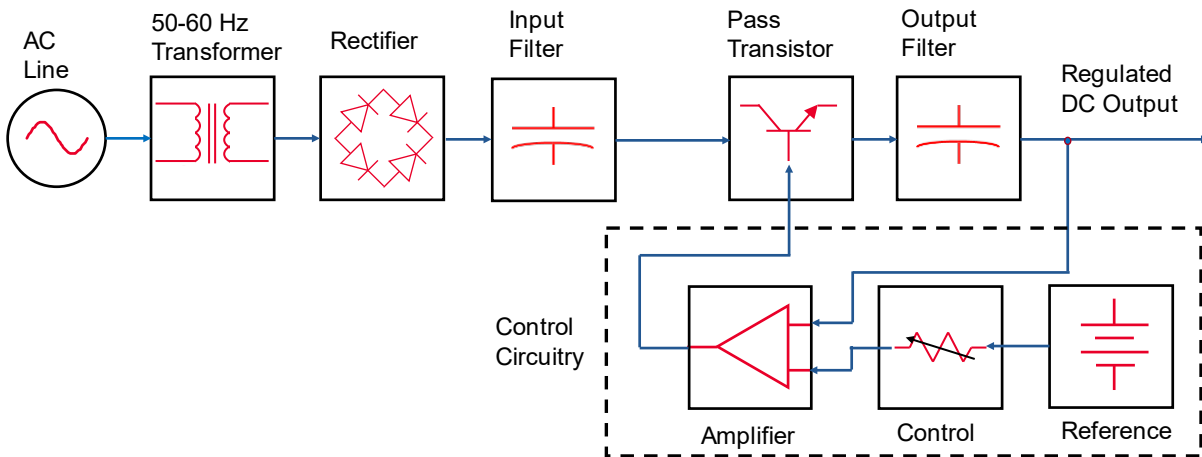 AC
Line
50-60 Hz
Transformer
Rectifier
Input
Filter
Pass
Transistor
Output
Filter
Regulated
DC Output
Control
Circuitry
Amplifier
Control
Reference